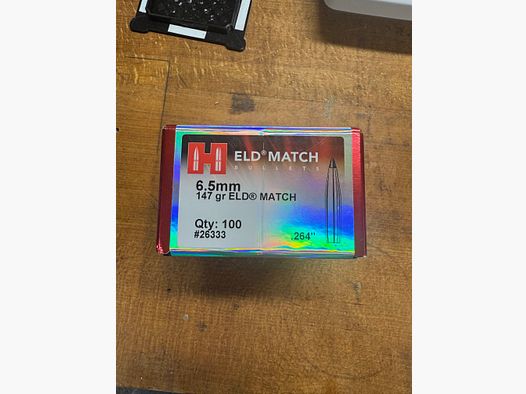 H ELD® MATCH
BULLETS
6.5mm
147 gr ELD® MATCH
Qty: 100
#26333
.264"